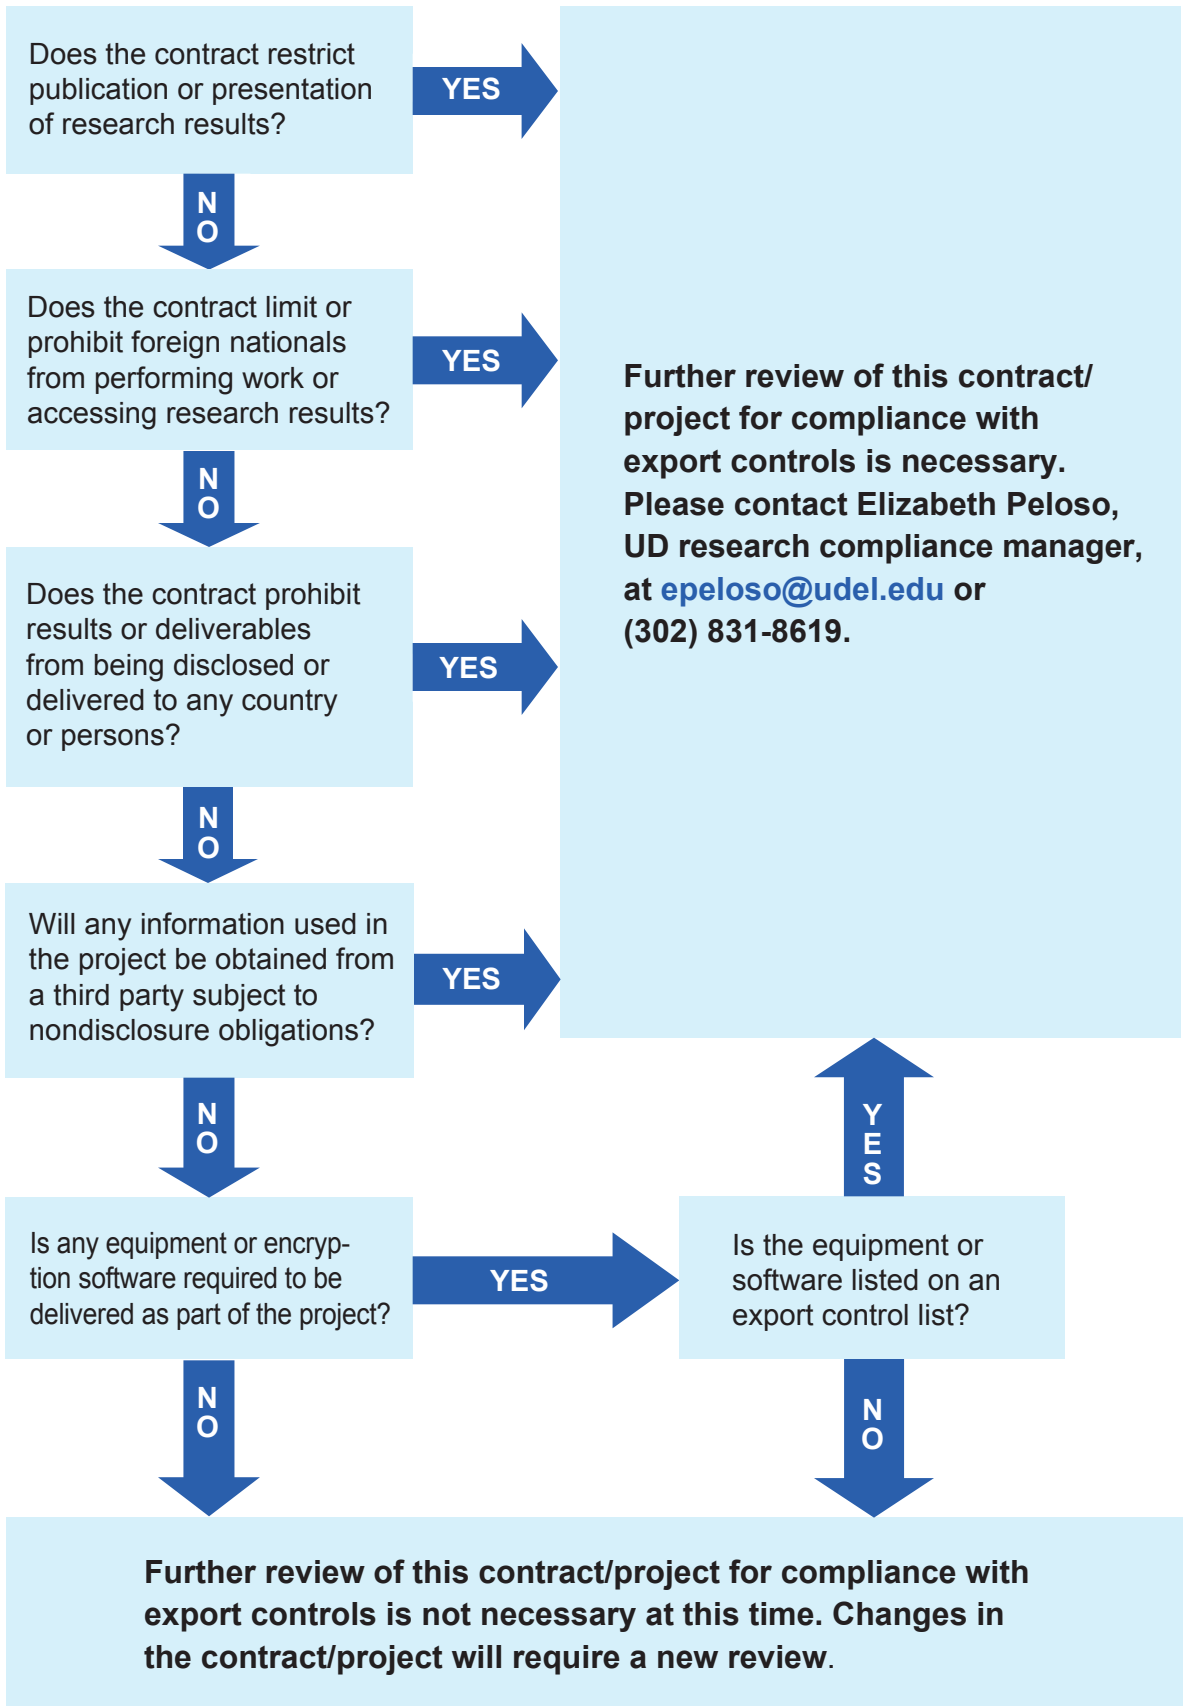 Does the contract restrict
publication or presentation
of research results?
YES
N
O
Does the contract limit or
prohibit foreign nationals
from performing work or
accessing research results?
YES
N
O
Does the contract prohibit
results or deliverables
from being disclosed or
delivered to any country
or persons?
YES
N
O
Will any information used in
the project be obtained from
a third party subject to
nondisclosure obligations?
YES
N
O
Further review of this contract/
project for compliance with
export controls is necessary.
Please contact Elizabeth Peloso,
UD research compliance manager,
at epeloso@udel.edu or
(302) 831-8619.
Is any equipment or encryp-
tion software required to be
delivered as part of the project?
YES
N
O
Is the equipment or
software listed on an
export control list?
Y
E
S
N
O
Further review of this contract/project for compliance with
export controls is not necessary at this time. Changes in
the contract/project will require a new review.